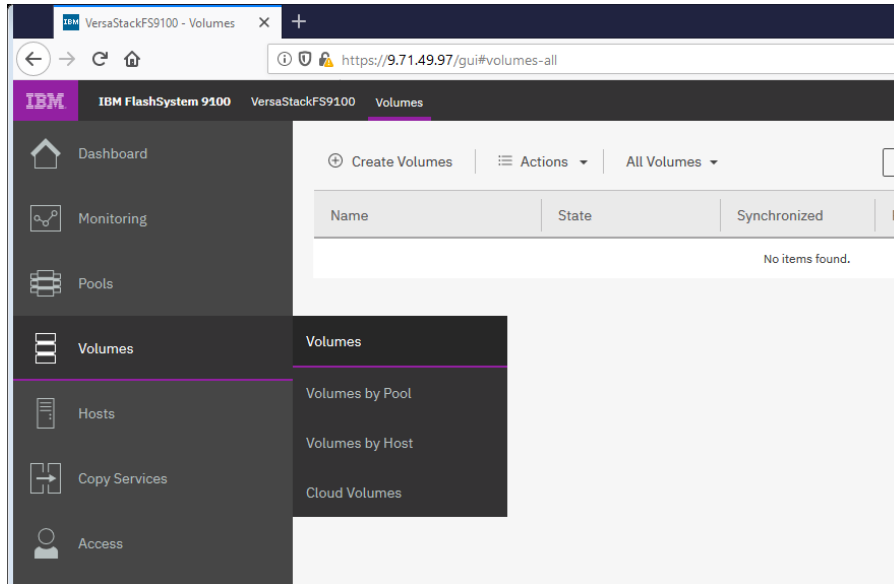 IBM VersaStackFS9100 - Volumes
https://9.71.49.97/gui#volumes-all
IBM IBM FlashSystem 9100 VersaStackFS9100 Volumes
Dashboard
Create Volumes Actions All Volumes
Name State Synchronized
Monitoring
No items found.
Pools
Volumes
Volumes
Volumes by Pool
Hosts
Volumes by Host
Copy Services
Cloud Volumes
Access